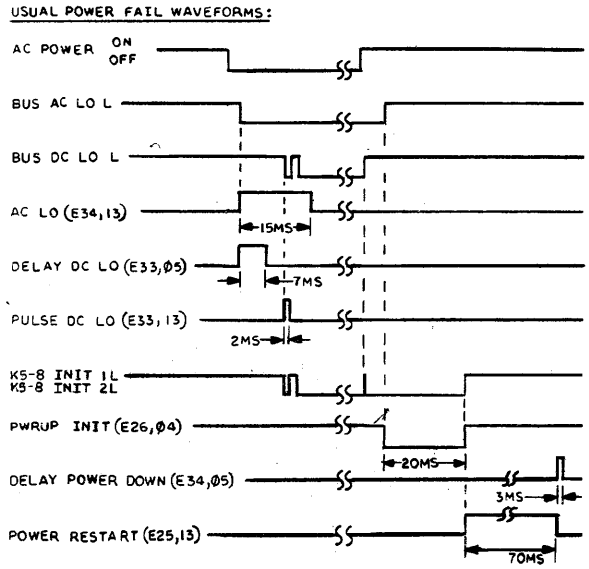 USUAL POWER FAIL WAVEFORMS:
AC POWER ON
OFF
BUS AC LO L
BUS DC LO L
AC LO (E34,13)
15MS
DELAY DC LO (E33,Ø5)
7MS
PULSE DC LO (E33, 13)
2MS
K5-8 INIT 1L
K5-8 INIT 2L
PWRUP INIT (E26,Ø4)
20MS
DELAY POWER DOWN (E34,Ø5)
3MS
POWER RESTART (E25,13)
70MS